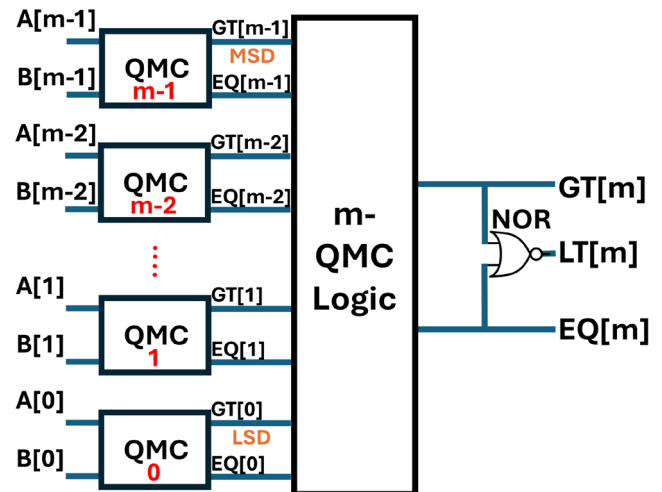 A[m-1]
GT[m-1]
QMC
m-1
MSD
B[m-1]
EQ[m-1]
A[m-2]
GT[m-2]
QMC
m-2
B[m-2]
EQ[m-2]
A[1]
GT[1]
QMC
1
B[1]
EQ[1]
A[0]
GT[0]
QMC
0
LSD
B[0]
EQ[0]
m-
QMC
Logic
GT[m]
NOR
LT[m]
EQ[m]